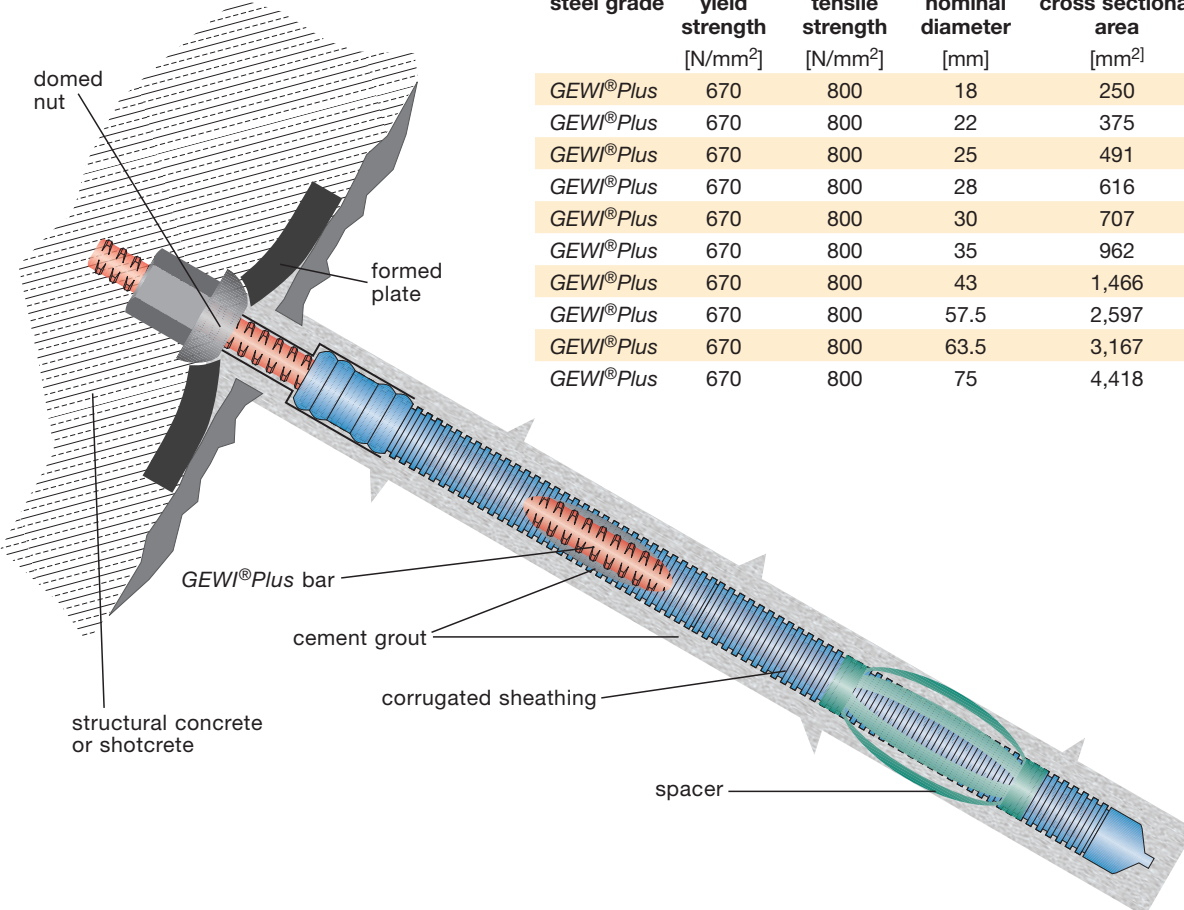 steel grade yield tensile nominal cross sectional
strength strength diameter area
[N/mm²] [N/mm²] [mm] [mm²]
GEWI®Plus 670 800 18 250
GEWI®Plus 670 800 22 375
GEWI®Plus 670 800 25 491
GEWI®Plus 670 800 28 616
GEWI®Plus 670 800 30 707
GEWI®Plus 670 800 35 962
GEWI®Plus 670 800 43 1,466
GEWI®Plus 670 800 57.5 2,597
GEWI®Plus 670 800 63.5 3,167
GEWI®Plus 670 800 75 4,418
domed
nut
formed
plate
GEWI®Plus bar
cement grout
corrugated sheathing
structural concrete
or shotcrete
spacer